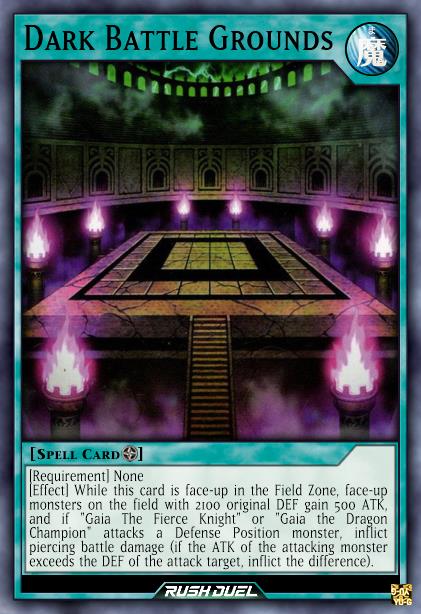 DARK BATTLE GROUNDS
ま
魔
[SPELL CARD]
[Requirement] None
[Effect] While this card is face-up in the Field Zone, face-up
monsters on the field with 2100 original DEF gain 500 ATK,
and if "Gaia The Fierce Knight" or "Gaia the Dragon
Champion" attacks a Defense Position monster, inflict
piercing battle damage (if the ATK of the attacking monster
exceeds the DEF of the attack target, inflict the difference).
RUSH DUEL